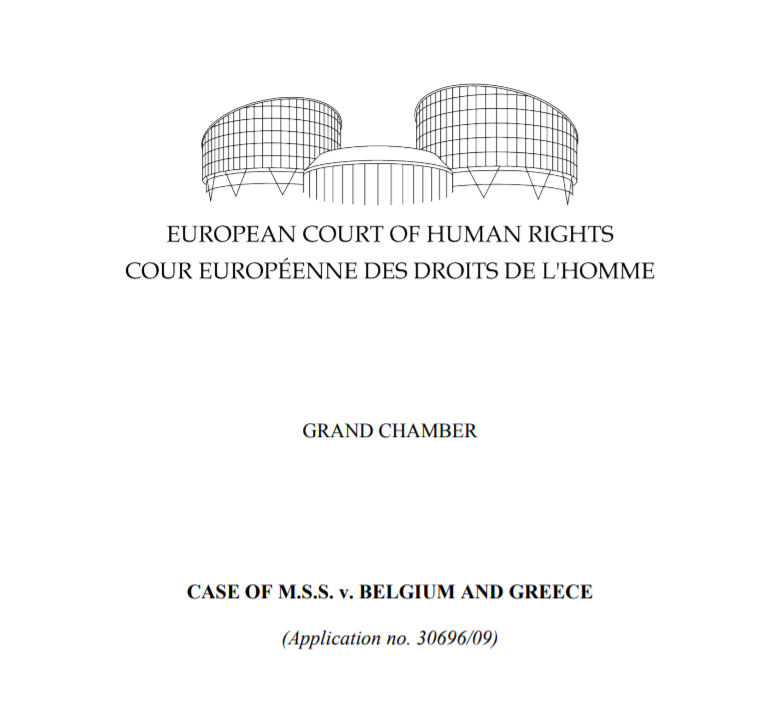 EUROPEAN COURT OF HUMAN RIGHTS
COUR EUROPÉENNE DES DROITS DE L'HOMME
GRAND CHAMBER
CASE OF M.S.S. v. BELGIUM AND GREECE
(Application no. 30696/09)